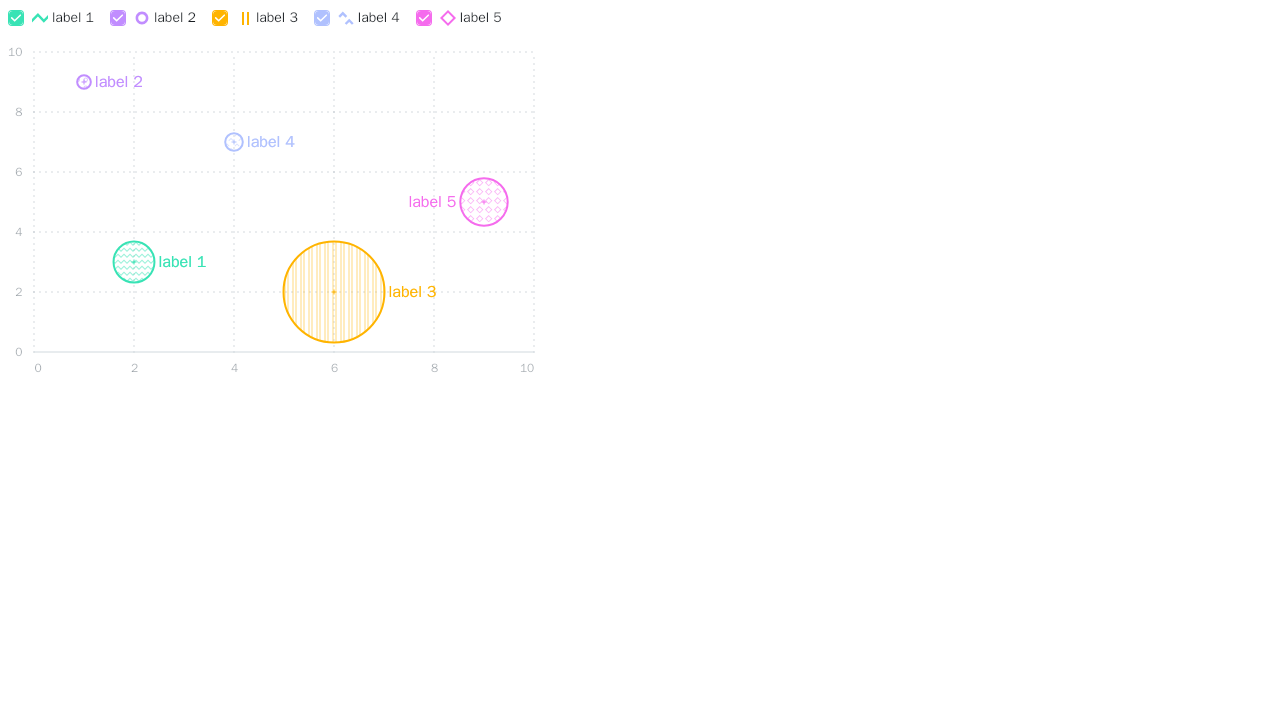 label 1 label 2 label 3 label 4 label 5
10
label 2
8
label 4
6
label 5
4
label 1
2
label 3
0
0 2 4 6 8 10